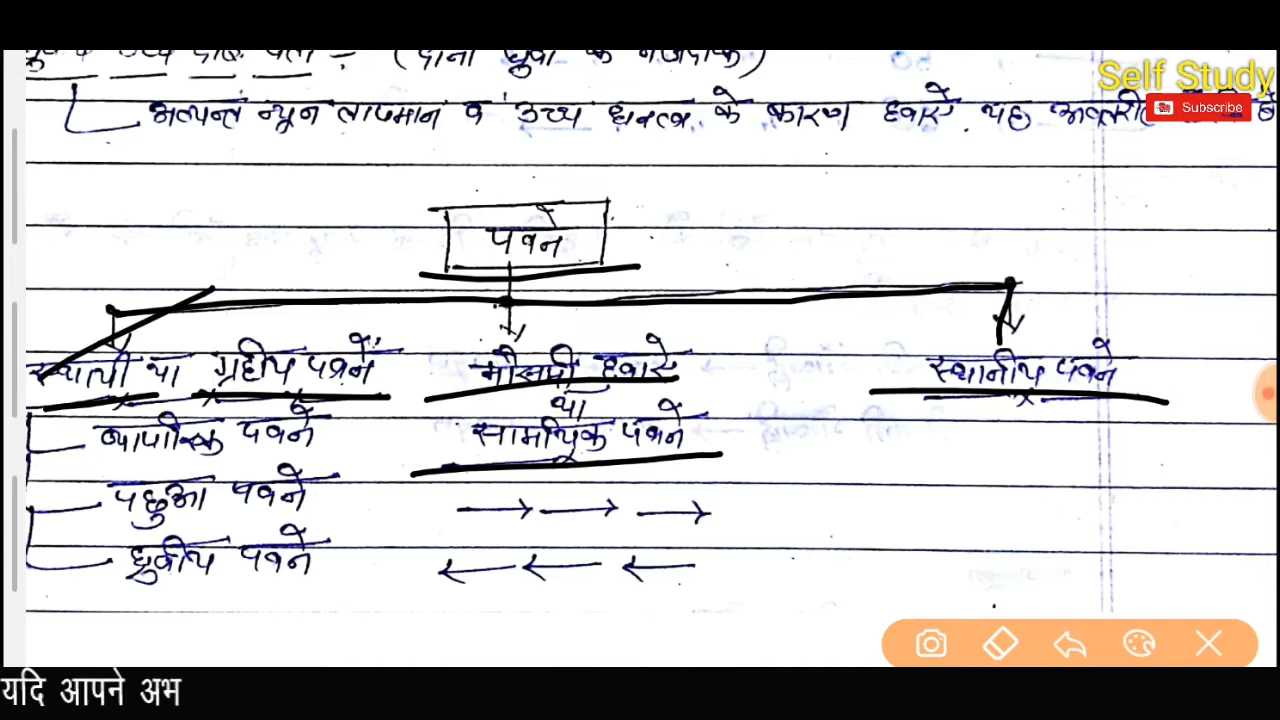 (दोनों ध्रुवों के नजदीक)
Self Study
Subscribe
अत्यन्त न्यून तापमान व उच्च घनत्व के कारण हवाएँ यह
पवनें
स्थायी या ग्रहीय पवनें
मौसमी हवाएँ
स्थानीय पवनें
या
व्यापारिक पवनें
सामयिक पवनें
पछुआ पवनें
ध्रुवीय पवनें
यदि आपने अभ